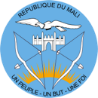 REPUBLIQUE DU MALI
UN PEUPLE - UN BUT - UNE FOI